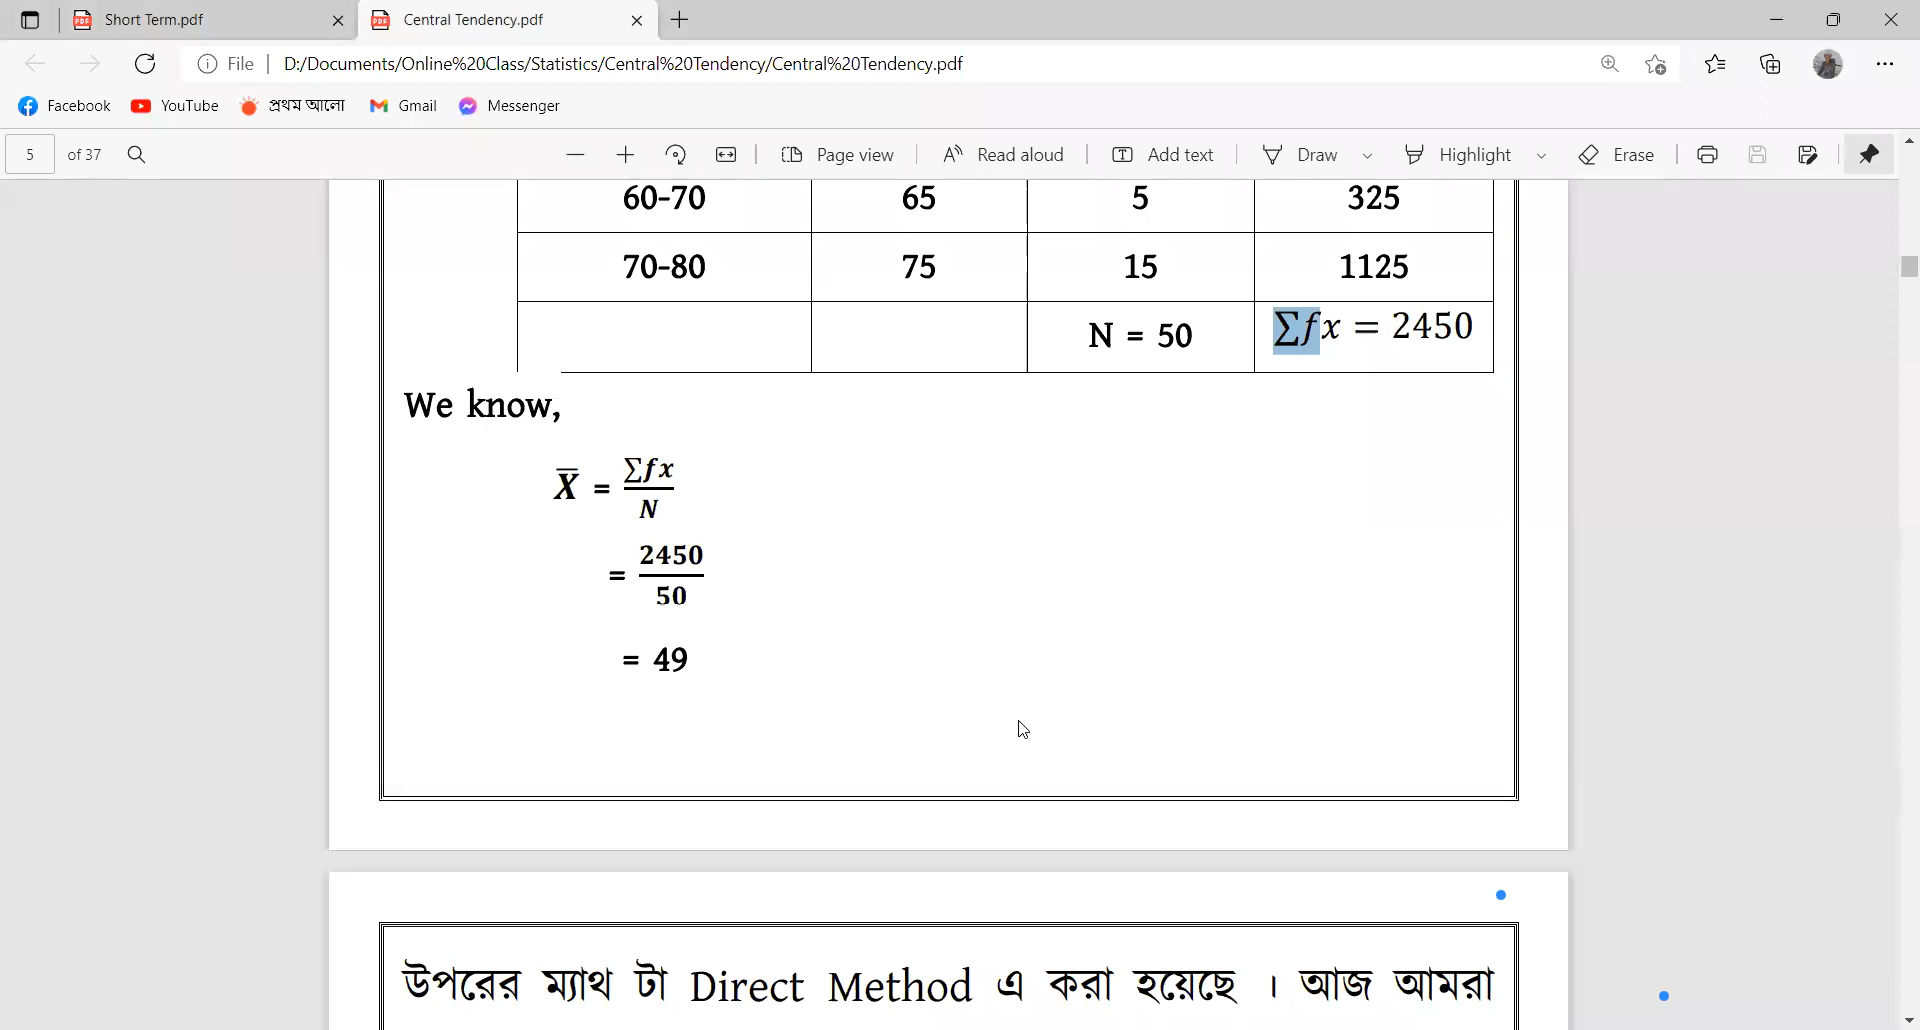 Short Term.pdf
Central Tendency.pdf
File
D:/Documents/Online%20Class/Statistics/Central%20Tendency/Central%20Tendency.pdf
Facebook YouTube প্রথম আলো Gmail Messenger
5 of 37 Page view Read aloud Add text Draw Highlight Erase
60-70 65 5 325
70-80 75 15 1125
N = 50 ∑fx = 2450
We know,
X̅ = ∑fx / N
= 2450 / 50
= 49
উপরের ম্যাথ টা Direct Method এ করা হয়েছে । আজ আমরা